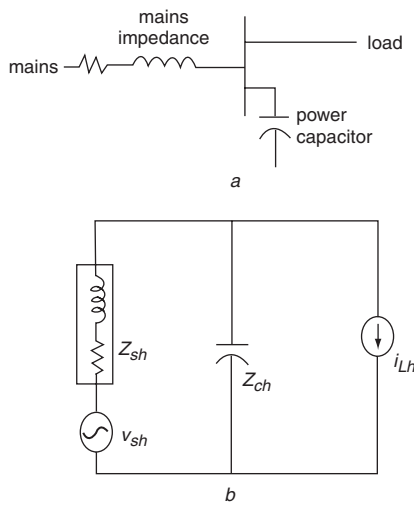 mains
impedance
mains
load
power
capacitor
a
Z_sh
Z_ch
i_Lh
v_sh
b